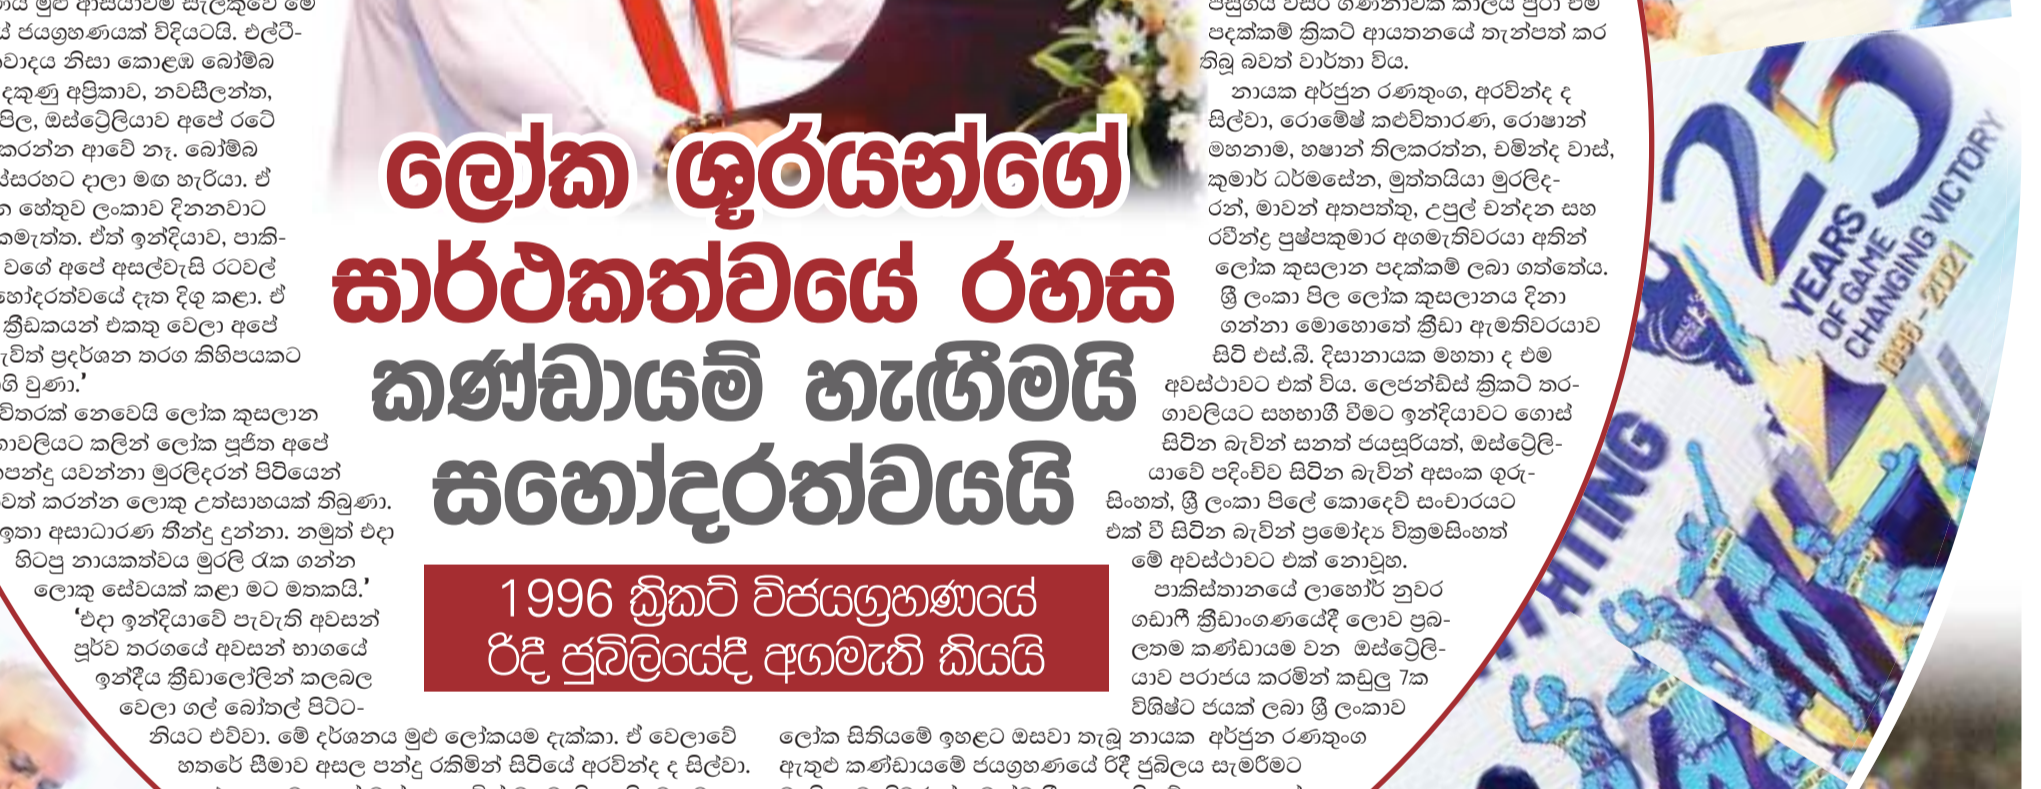 ජයග්‍රහණයක් විදියටයි. එල්ටී-
නිසා කොළඹ බෝම්බ
දකුණු අප්‍රිකාව, නවසීලන්ත,
ඔස්ට්‍රේලියාව අපේ රටේ
කරන්න ආවේ නෑ. බෝම්බ
දාලා මඟ හැරියා. ඒ
හේතුව ලංකාව දිනනවාට
ඒත් ඉන්දියාව, පාකි-
වගේ අපේ අසල්වැසි රටවල්
දෑත දිගු කළා. ඒ
ක්‍රීඩකයන් එකතු වෙලා අපේ
ප්‍රදර්ශන තරග කිහිපයකට
වුණා.’
නෙවෙයි ලෝක කුසලාන
කලින් ලෝක පූජිත අපේ
යවන්නා මුරලිදරන් පිටියෙන්
කරන්න ලොකු උත්සාහයක් තිබුණා.
ඉතා අසාධාරණ තීන්දු දුන්නා. නමුත් එදා
හිටපු නායකත්වය මුරලි රැක ගන්න
ලොකු සේවයක් කළා මට මතකයි.’
‘එදා ඉන්දියාවේ පැවැති අවසන්
පූර්ව තරගයේ අවසන් භාගයේ
ඉන්දීය ක්‍රීඩාලෝලීන් කලබල
වෙලා ගල් බෝතල් පිට්ට-
නියට එව්වා. මේ දර්ශනය මුළු ලෝකයම දැක්කා. ඒ වෙලාවේ
හතරේ සීමාව අසල පන්දු රකිමින් සිටියේ අරවින්ද ද සිල්වා.
ලෝක ශූරයන්ගේ
සාර්ථකත්වයේ රහස
කණ්ඩායම් හැඟීමයි
සහෝදරත්වයයි
1996 ක්‍රිකට් විජයග්‍රහණයේ
රිදී ජුබිලියේදී අගමැති කියයි
ලෝක සිතියමේ ඉහළට ඔසවා තැබූ නායක අර්ජුන රණතුංග
ඇතුළු කණ්ඩායමේ ජයග්‍රහණයේ රිදී ජුබිලය සැමරීමට
පසුගිය වසර ගණනාවක කාලය පුරා එම
පදක්කම් ක්‍රිකට් ආයතනයේ තැන්පත් කර
තිබූ බවත් වාර්තා විය.
නායක අර්ජුන රණතුංග, අරවින්ද ද
සිල්වා, රොමේෂ් කළුවිතාරණ, රොෂාන්
මහනාම, හෂාන් තිලකරත්න, චමින්ද වාස්,
කුමාර් ධර්මසේන, මුත්තයියා මුරලිද-
රන්, මාවන් අතපත්තු, උපුල් චන්දන සහ
රවීන්ද්‍ර පුෂ්පකුමාර අගමැතිවරයා අතින්
ලෝක කුසලාන පදක්කම් ලබා ගත්තේය.
ශ්‍රී ලංකා පිල ලෝක කුසලානය දිනා
ගන්නා මොහොතේ ක්‍රීඩා ඇමතිවරයාව
සිටි එස්.බී. දිසානායක මහතා ද එම
අවස්ථාවට එක් විය. ලෙජන්ඩ්ස් ක්‍රිකට් තර-
ගාවලියට සහභාගී වීමට ඉන්දියාවට ගොස්
සිටින බැවින් සනත් ජයසූරියත්, ඔස්ට්‍රේලි-
යාවේ පදිංචිව සිටින බැවින් අසංක ගුරු-
සිංහත්, ශ්‍රී ලංකා පිලේ කොදෙව් සංචාරයට
එක් වී සිටින බැවින් ප්‍රමෝද්‍ය වික්‍රමසිංහත්
මේ අවස්ථාවට එක් නොවූහ.
පාකිස්තානයේ ලාහෝර් නුවර
ගඩාෆී ක්‍රීඩාංගණයේදී ලොව ප්‍රබ-
ලතම කණ්ඩායම වන ඔස්ට්‍රේලි-
යාව පරාජය කරමින් කඩුලු 7ක
විශිෂ්ට ජයක් ලබා ශ්‍රී ලංකාව
25
YEARS
OF GAME
CHANGING VICTORY
1996 - 2021